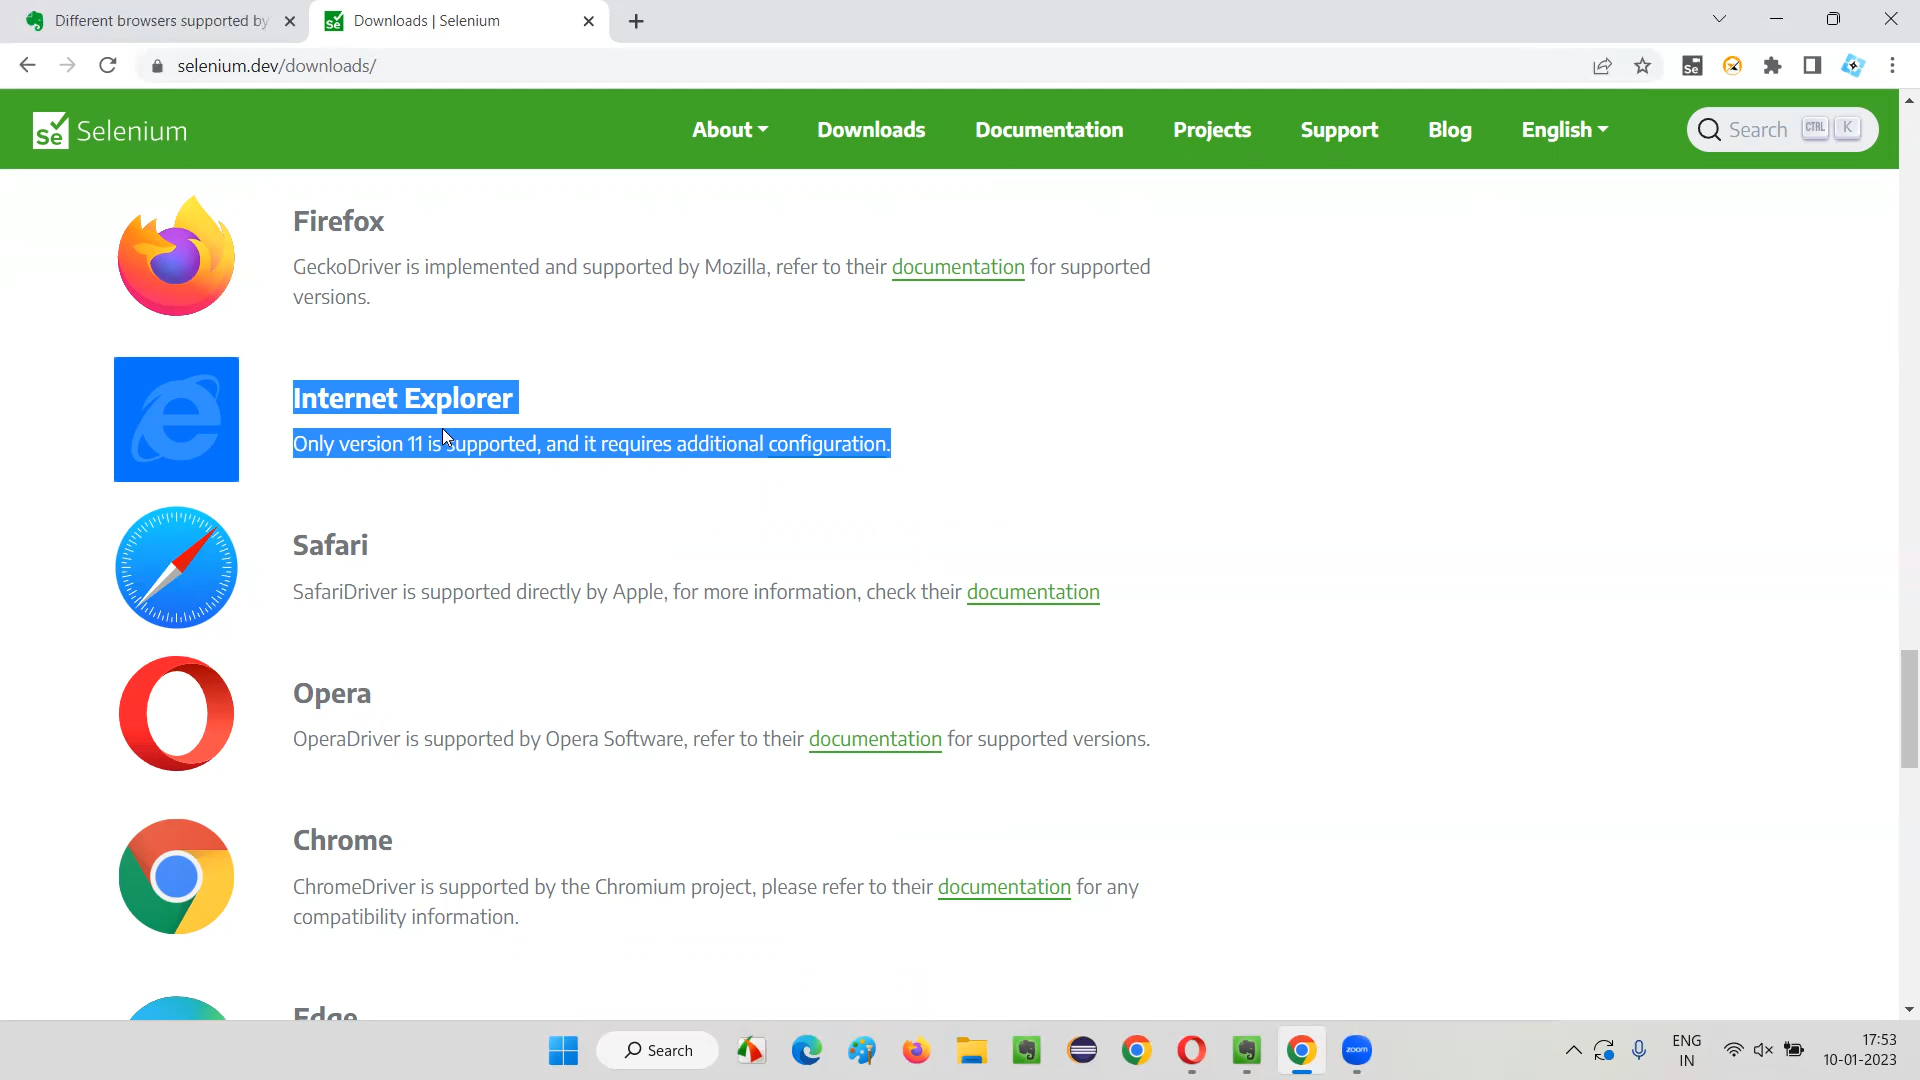 Different browsers supported by
Downloads | Selenium
selenium.dev/downloads/
Se
Se Selenium
About
Downloads
Documentation
Projects
Support
Blog
English
Search CTRL K
Firefox
GeckoDriver is implemented and supported by Mozilla, refer to their documentation for supported
versions.
Internet Explorer
Only version 11 is supported, and it requires additional configuration.
Safari
SafariDriver is supported directly by Apple, for more information, check their documentation
Opera
OperaDriver is supported by Opera Software, refer to their documentation for supported versions.
Chrome
ChromeDriver is supported by the Chromium project, please refer to their documentation for any
compatibility information.
Edge
Search
zoom
ENG
IN
17:53
10-01-2023